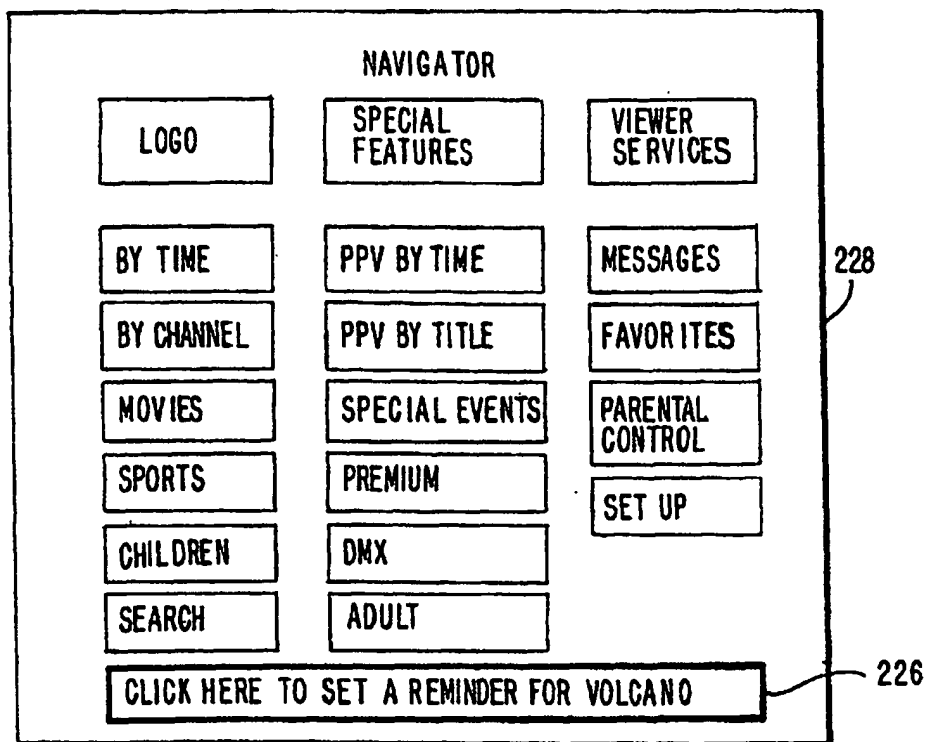 NAVIGATOR
LOGO
SPECIAL
FEATURES
VIEWER
SERVICES
BY TIME
PPV BY TIME
MESSAGES
228
BY CHANNEL
PPV BY TITLE
FAVORITES
MOVIES
SPECIAL EVENTS
PARENTAL
CONTROL
SPORTS
PREMIUM
SET UP
CHILDREN
DMX
SEARCH
ADULT
CLICK HERE TO SET A REMINDER FOR VOLCANO
226